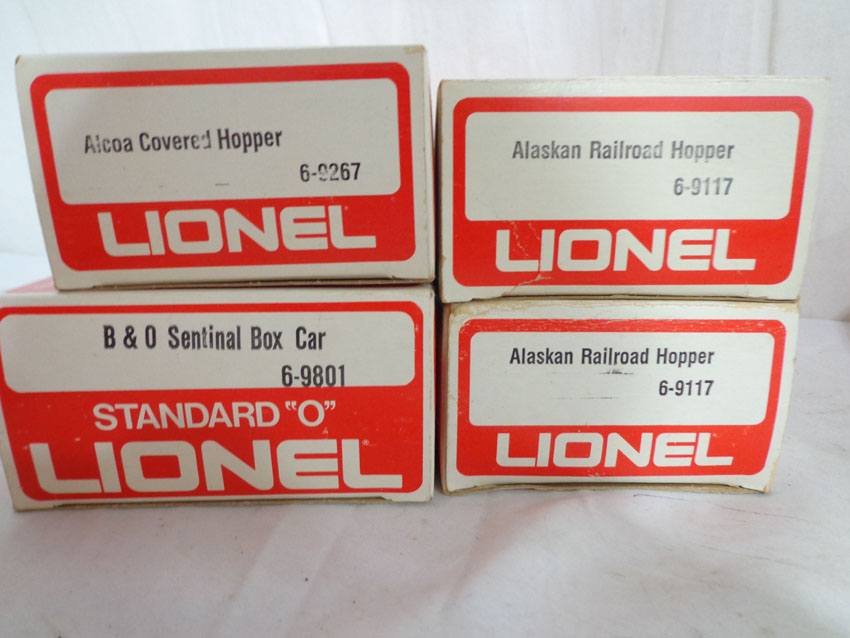 Alcoa Covered Hopper
6-9267
LIONEL
Alaskan Railroad Hopper
6-9117
LIONEL
B & O Sentinal Box Car
6-9801
STANDARD "O"
LIONEL
Alaskan Railroad Hopper
6-9117
LIONEL